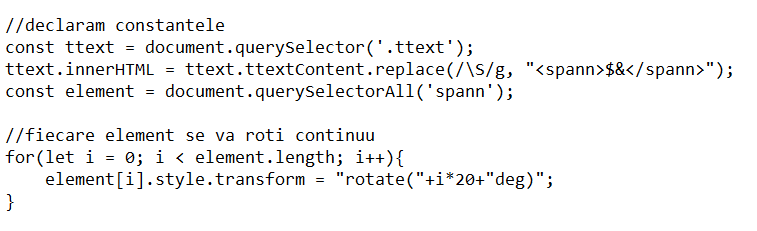 //declaram constantele
const ttext = document.querySelector('.ttext');
ttext.innerHTML = ttext.ttextContent.replace(/\S/g, "<spann>$&</spann>");
const element = document.querySelectorAll('spann');
//fiecare element se va roti continuu
for(let i = 0; i < element.length; i++){
    element[i].style.transform = "rotate("+i*20+"deg)";
}